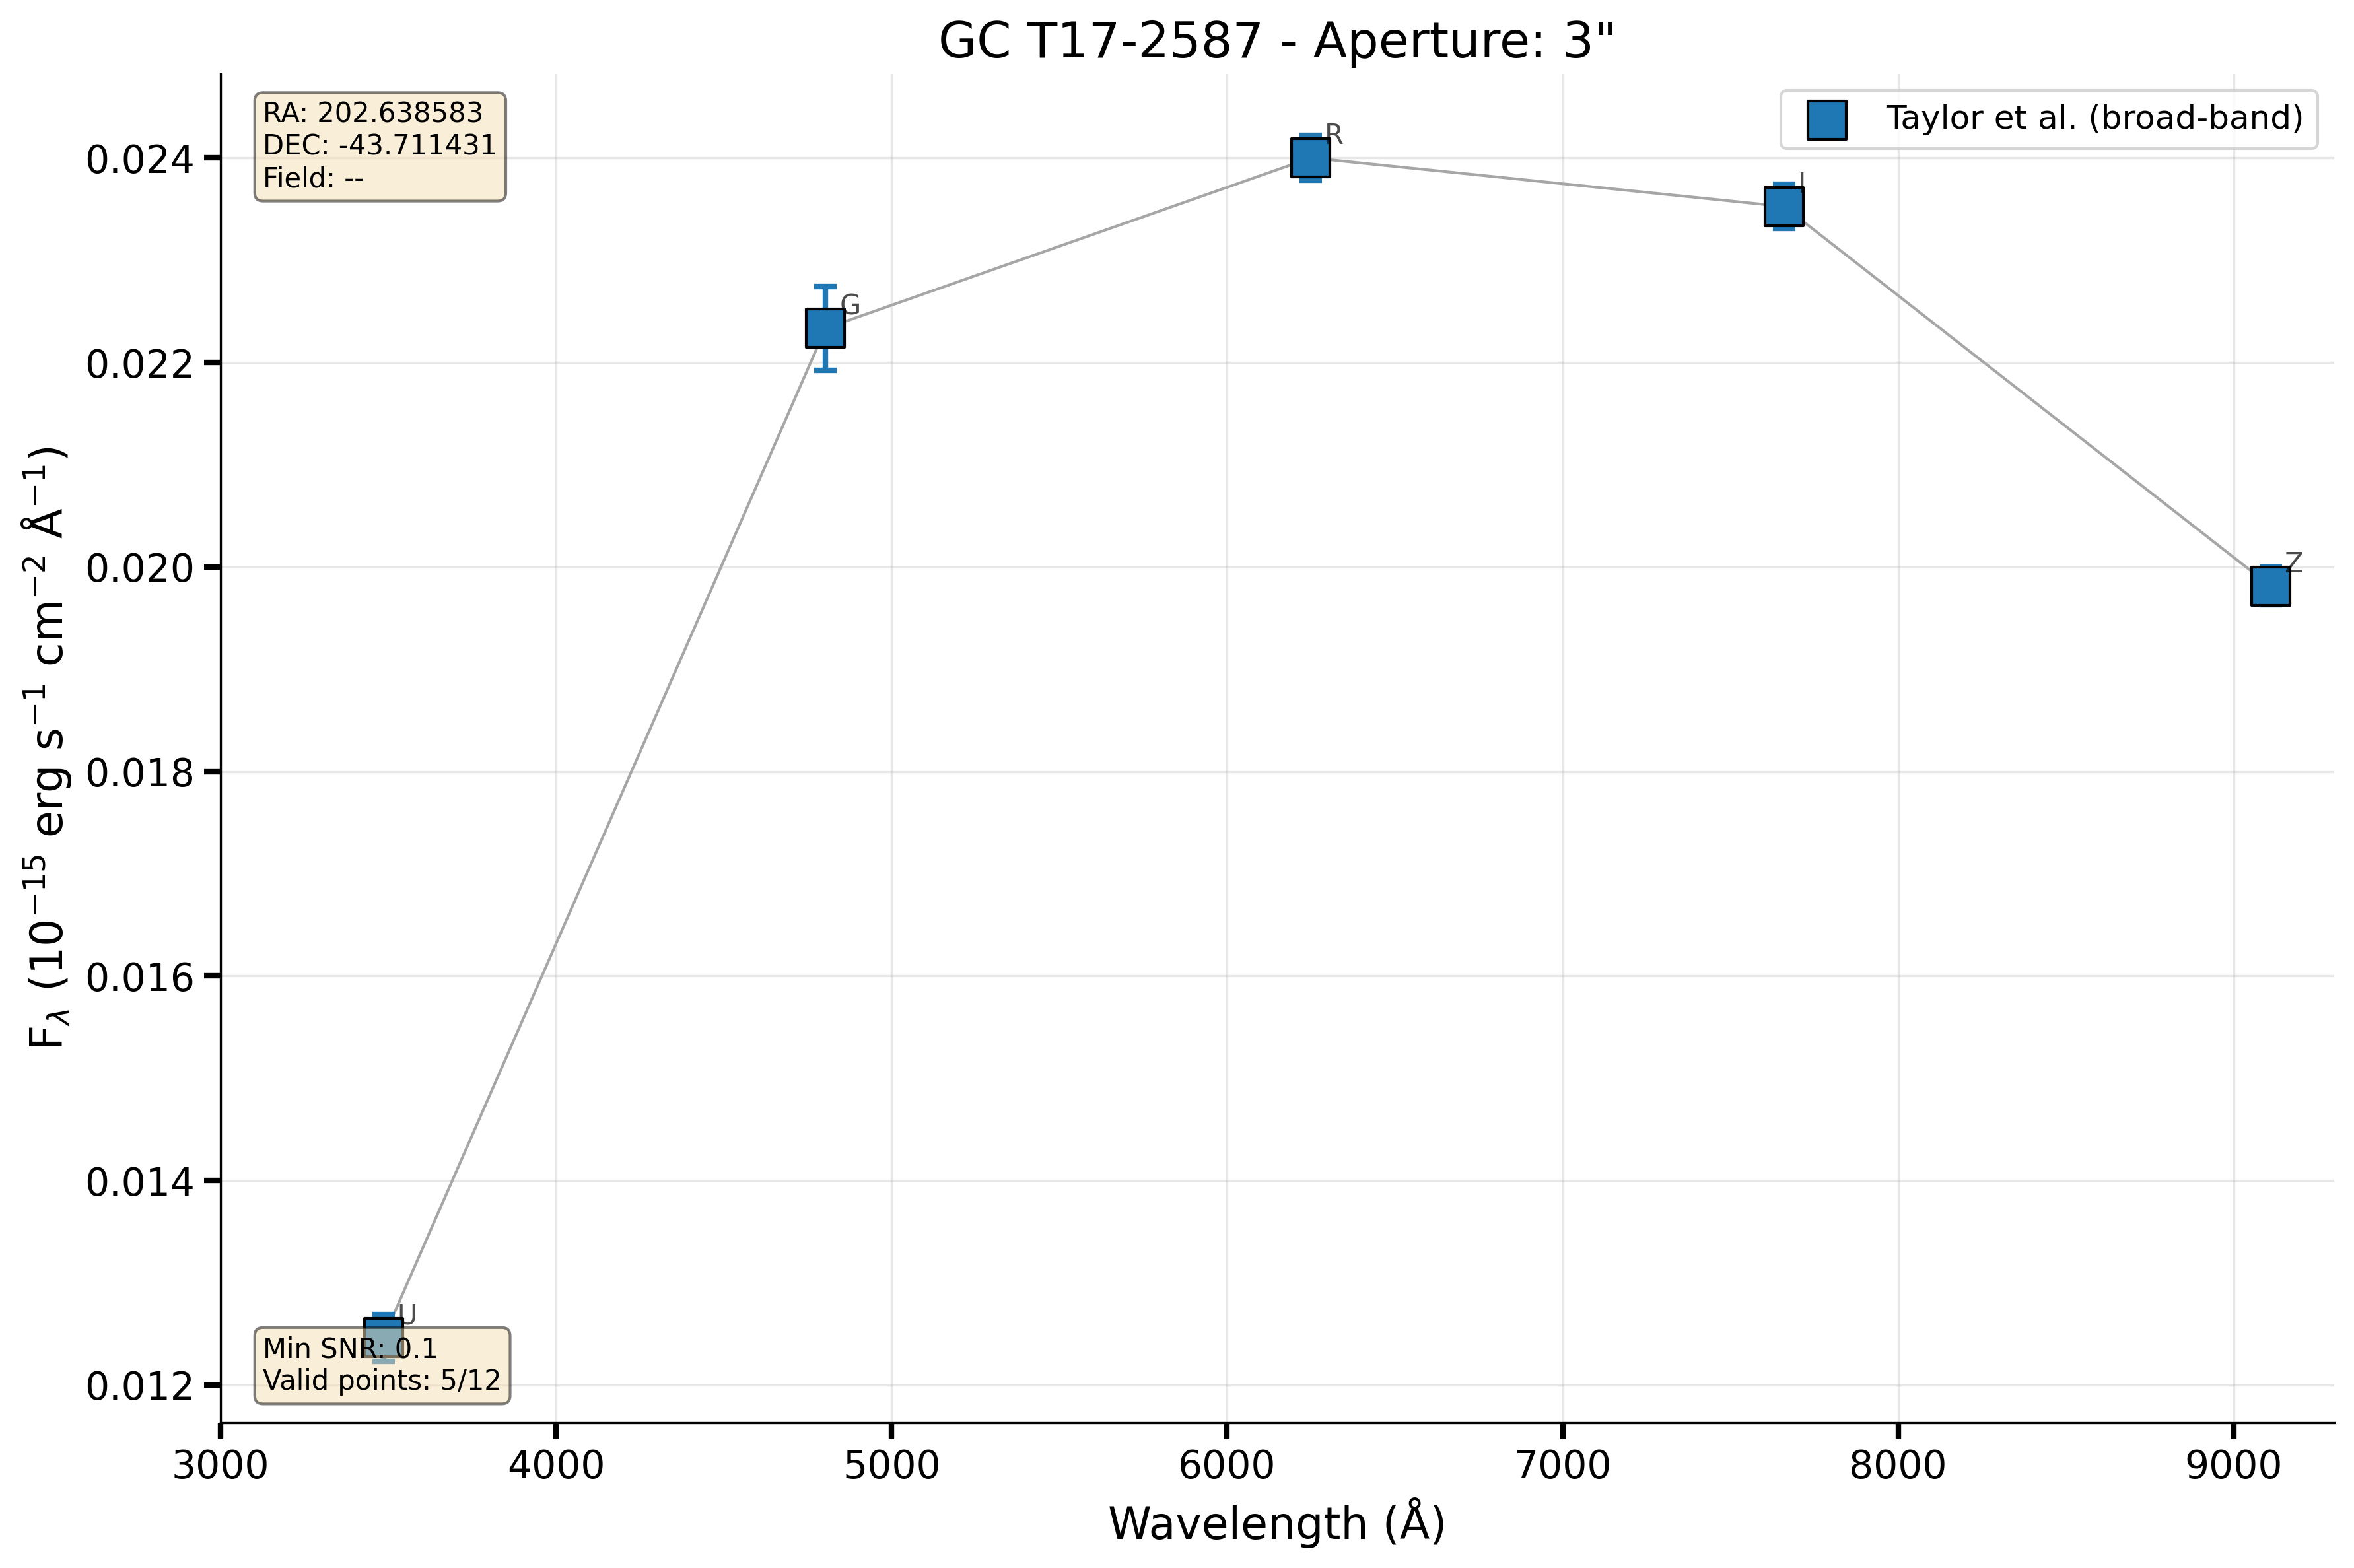 GC T17-2587 - Aperture: 3"
RA: 202.638583
DEC: -43.711431
Field: --
Taylor et al. (broad-band)
R
I
G
Z
U
Min SNR: 0.1
Valid points: 5/12
0.024
0.022
0.020
0.018
0.016
0.014
0.012
F_λ (10⁻¹⁵ erg s⁻¹ cm⁻² Å⁻¹)
3000 4000 5000 6000 7000 8000 9000
Wavelength (Å)